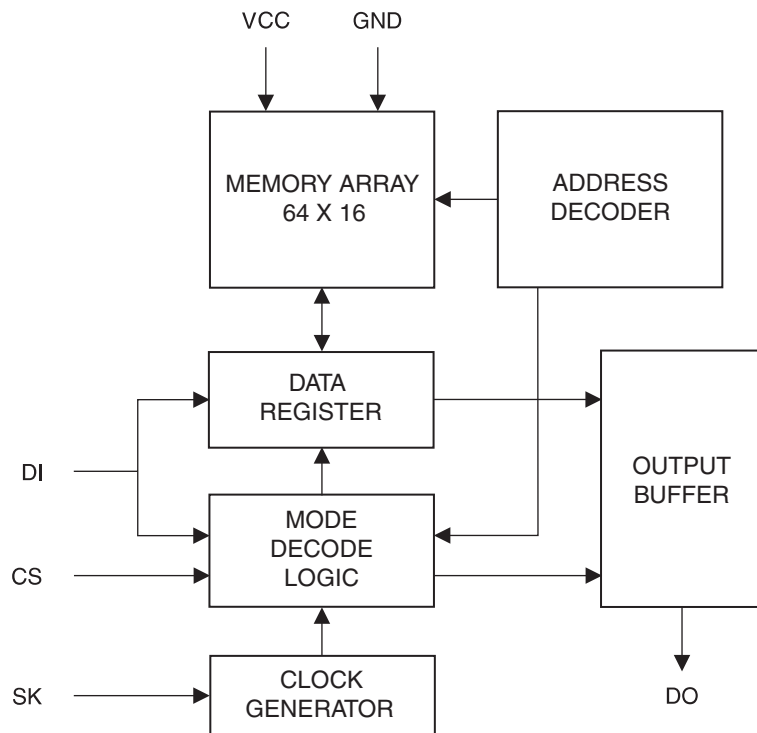 VCC
GND
MEMORY ARRAY
64 X 16
ADDRESS
DECODER
DATA
REGISTER
DI
OUTPUT
BUFFER
MODE
DECODE
LOGIC
CS
SK
CLOCK
GENERATOR
DO